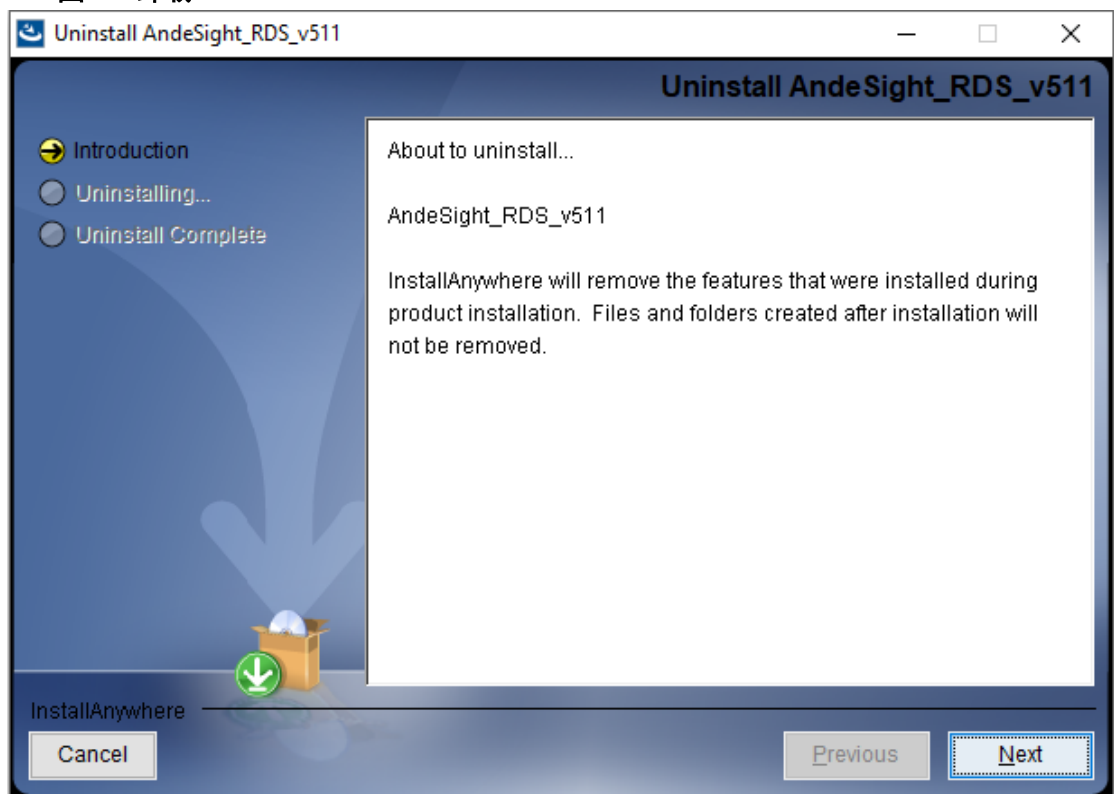 Uninstall AndeSight_RDS_v511
Uninstall AndeSight_RDS_v511
Introduction
Uninstalling...
Uninstall Complete
About to uninstall...
AndeSight_RDS_v511
InstallAnywhere will remove the features that were installed during
product installation.  Files and folders created after installation will
not be removed.
InstallAnywhere
Cancel
Previous
Next